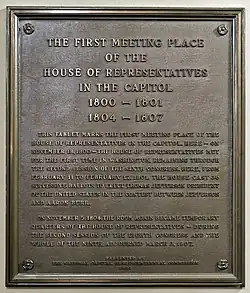 THE FIRST MEETING PLACE
OF THE
HOUSE OF REPRESENTATIVES
IN THE CAPITOL
1800 – 1801
1804 – 1807
THIS TABLET MARKS THE FIRST MEETING PLACE OF THE
HOUSE OF REPRESENTATIVES IN THE CAPITOL. HERE – ON
NOVEMBER 1800 – THE HOUSE OF REPRESENTATIVES MET
FOR THE FIRST TIME IN WASHINGTON, REMAINING THROUGH
THE SECOND SESSION OF THE SIXTH CONGRESS. HERE, FROM
FEBRUARY 11 TO FEBRUARY 17, 1801, THE HOUSE CAST 36
SUCCESSIVE BALLOTS TO ELECT THOMAS JEFFERSON PRESIDENT
OF THE UNITED STATES IN THE CONTEST BETWEEN JEFFERSON
AND AARON BURR.
ON NOVEMBER 5, 1804, THE ROOM AGAIN BECAME TEMPORARY
QUARTERS OF THE HOUSE OF REPRESENTATIVES – DURING
THE SECOND SESSION OF THE EIGHTH CONGRESS AND THE
WHOLE OF THE NINTH, ADJOURNED MARCH 3, 1807.
PRESENTED BY
THE NATIONAL